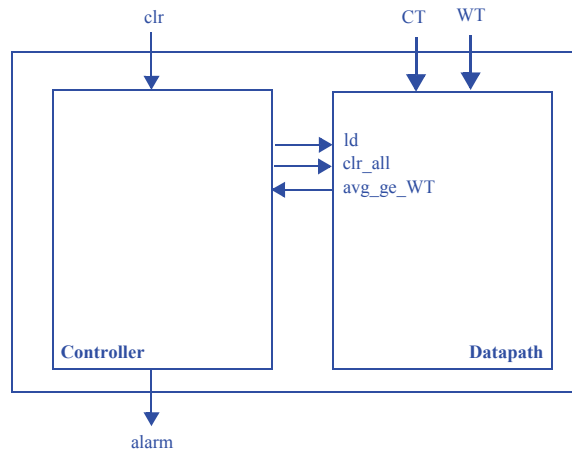 clr
CT
WT
ld
clr_all
avg_ge_WT
Controller
Datapath
alarm